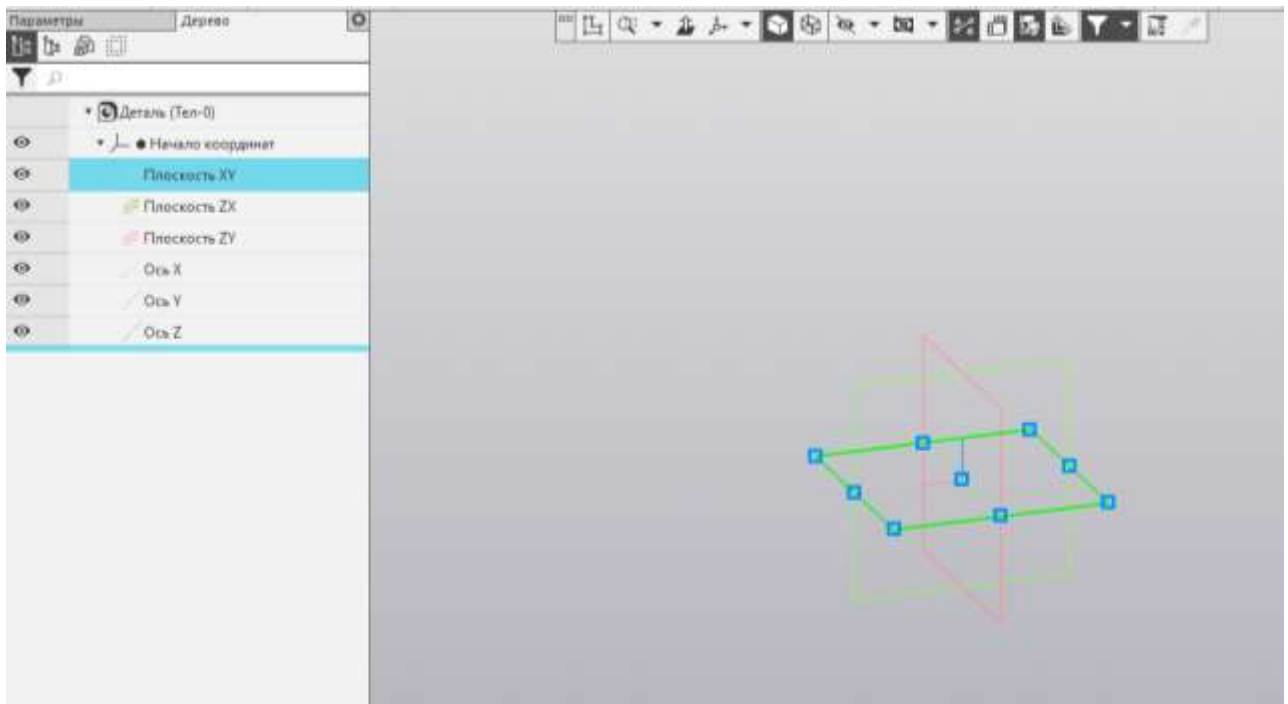 Параметры
Дерево
Деталь (Тел-0)
Начало координат
Плоскость XY
Плоскость ZX
Плоскость ZY
Ось X
Ось Y
Ось Z